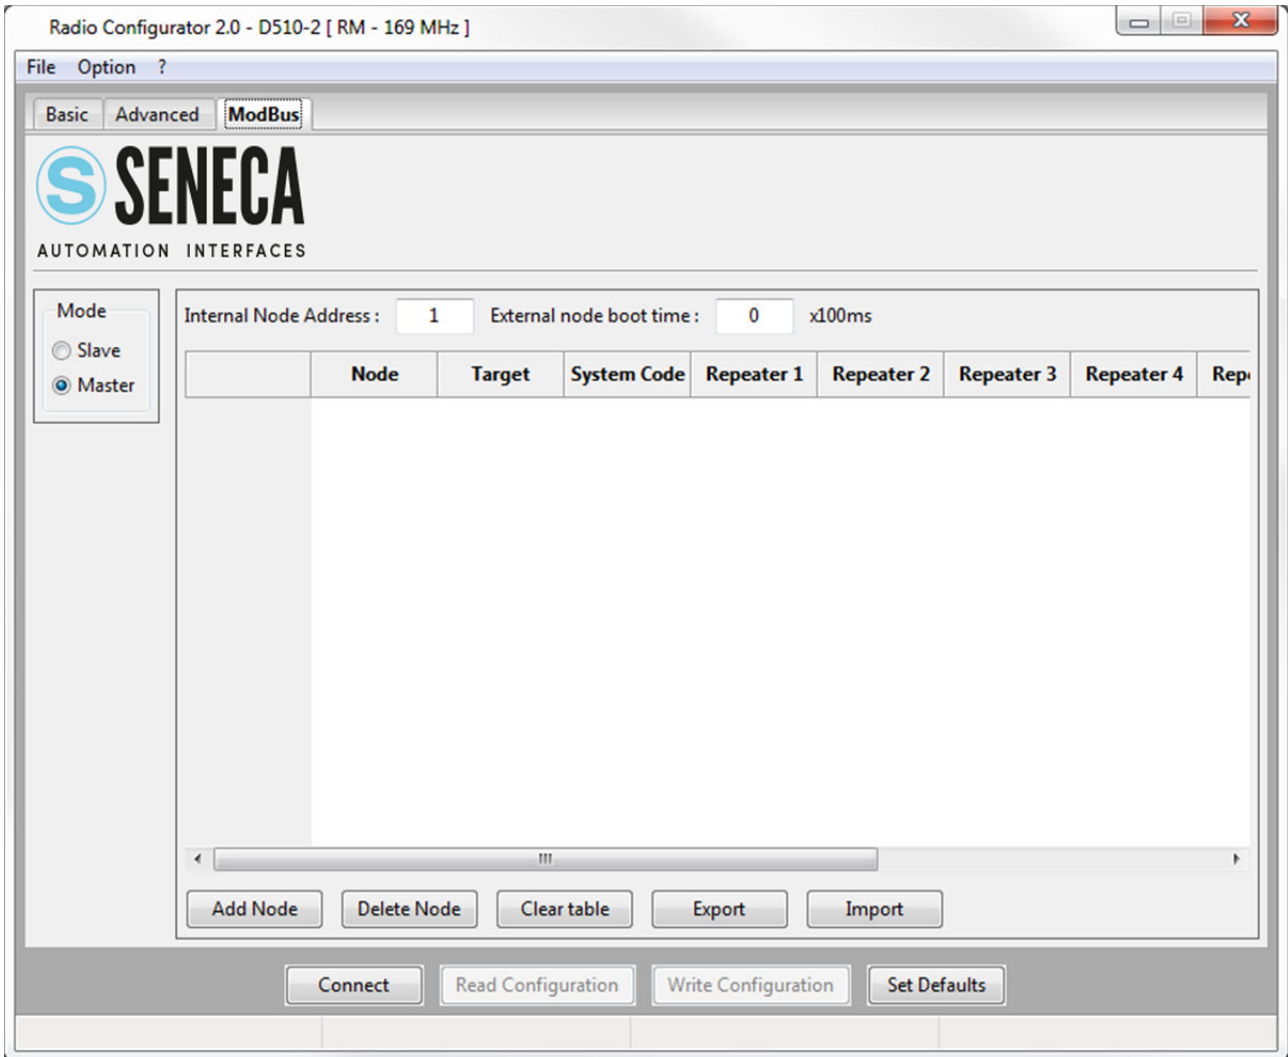 Radio Configurator 2.0 - D510-2 [ RM - 169 MHz ]
File Option ?
Basic Advanced ModBus
S SENECA
AUTOMATION INTERFACES
Mode
Slave
Master
Internal Node Address : 1 External node boot time : 0 x100ms
Node Target System Code Repeater 1 Repeater 2 Repeater 3 Repeater 4 Repe
Add Node Delete Node Clear table Export Import
Connect Read Configuration Write Configuration Set Defaults